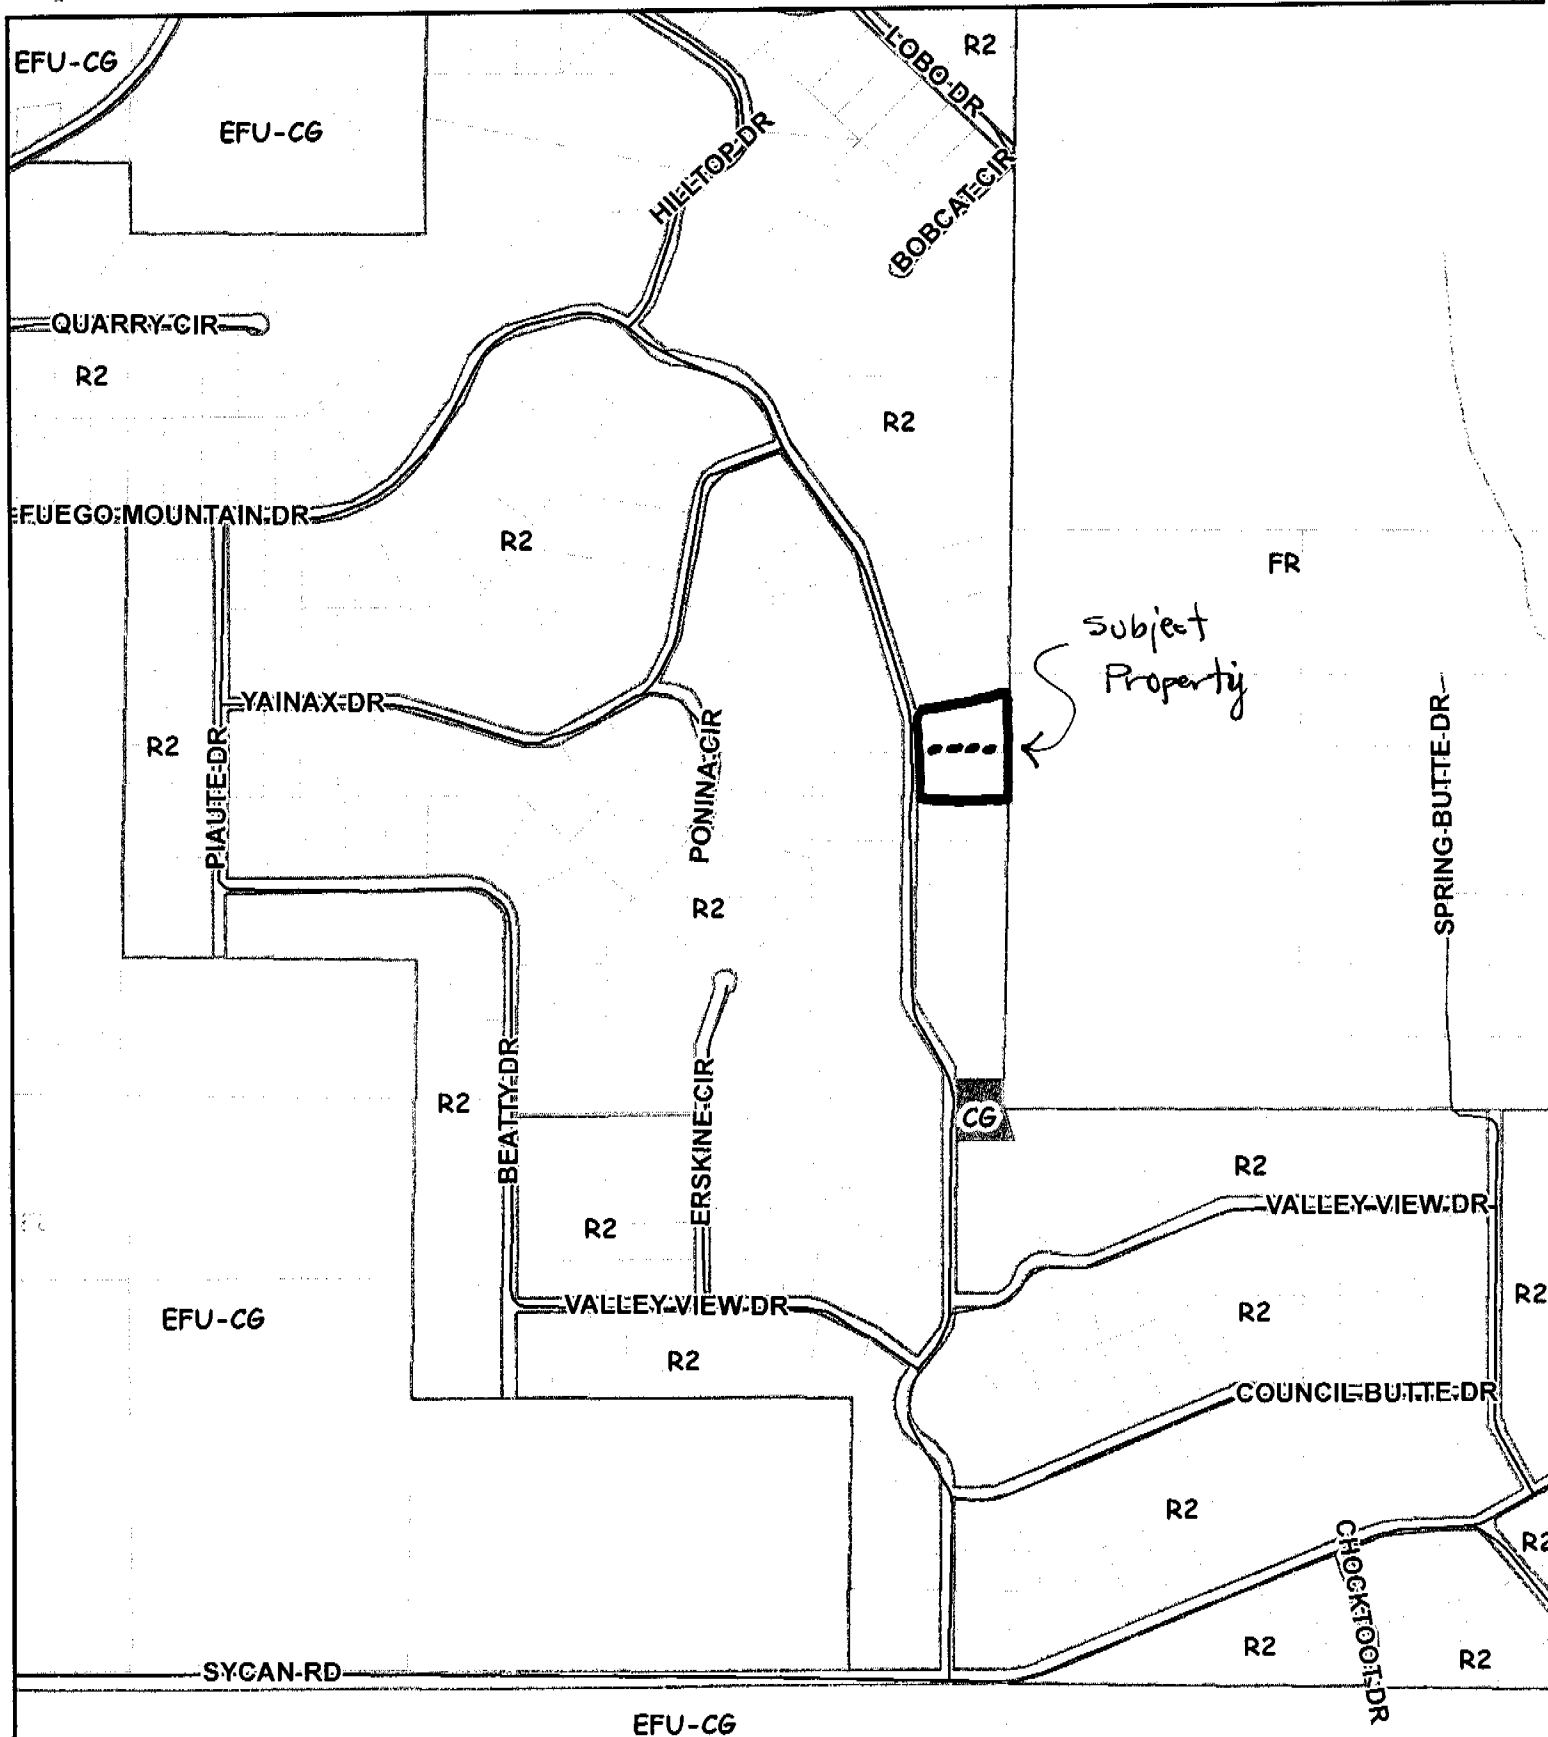 EFU-CG
R2
LOBO DR
EFU-CG
HILLTOP DR
BOBCAT CIR
QUARRY CIR
R2
R2
FUEGO MOUNTAIN DR
R2
FR
Subject
Property
YAINAX DR
R2
PIAUTE DR
PONINA CIR
SPRING BUTTE DR
R2
BEATTY DR
R2
ERSKINE CIR
CG
R2
VALLEY VIEW DR
R2
R2
EFU-CG
VALLEY VIEW DR
R2
R2
COUNCIL BUTTE DR
R2
R2
CHOCKTOOT DR
R2
R2
SYCAN RD
EFU-CG